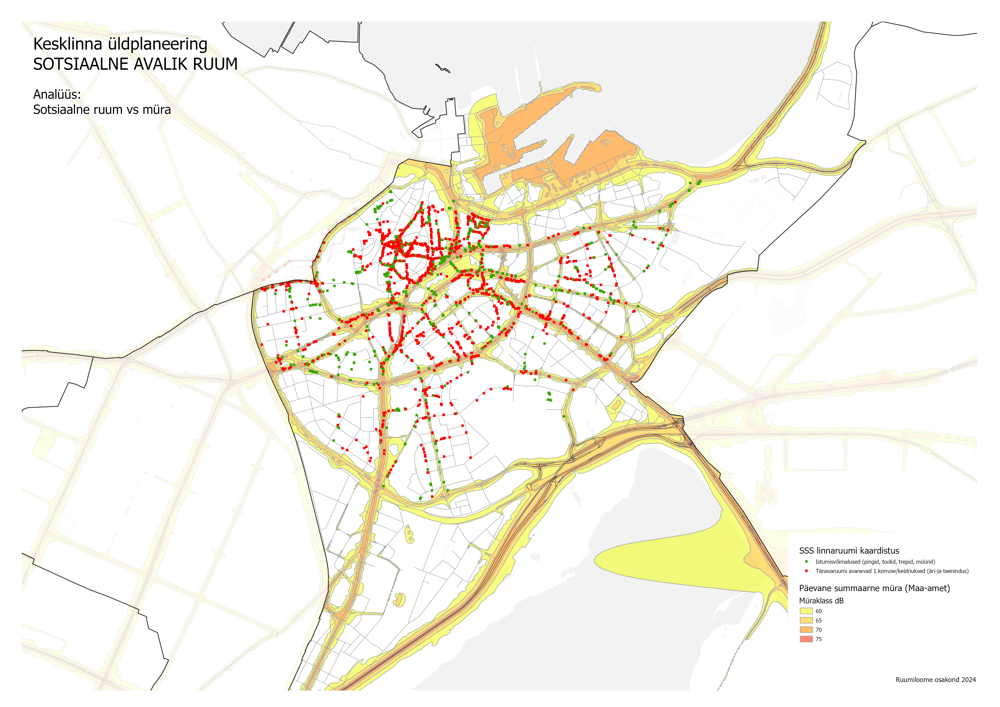 Kesklinna üldplaneering
SOTSIAALNE AVALIK RUUM
Analüüs:
Sotsiaalne ruum vs müra
SSS linnaruumi kaardistus
Istumisvõimalused (pingid, toolid, trepid, müürid)
Tänavaruumi avanevad 1.korruse/keldriuksed (äri-ja teenindus)
Päevane summaarne müra (Maa-amet)
Müraklass dB
60
65
70
75
Ruumiloome osakond 2024